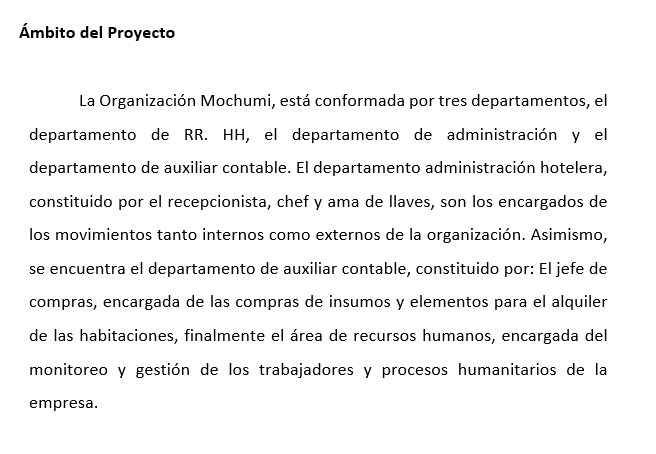 Ámbito del Proyecto
La Organización Mochumi, está conformada por tres departamentos, el
departamento de RR. HH, el departamento de administración y el
departamento de auxiliar contable. El departamento administración hotelera,
constituido por el recepcionista, chef y ama de llaves, son los encargados de
los movimientos tanto internos como externos de la organización. Asimismo,
se encuentra el departamento de auxiliar contable, constituido por: El jefe de
compras, encargada de las compras de insumos y elementos para el alquiler
de las habitaciones, finalmente el área de recursos humanos, encargada del
monitoreo y gestión de los trabajadores y procesos humanitarios de la
empresa.